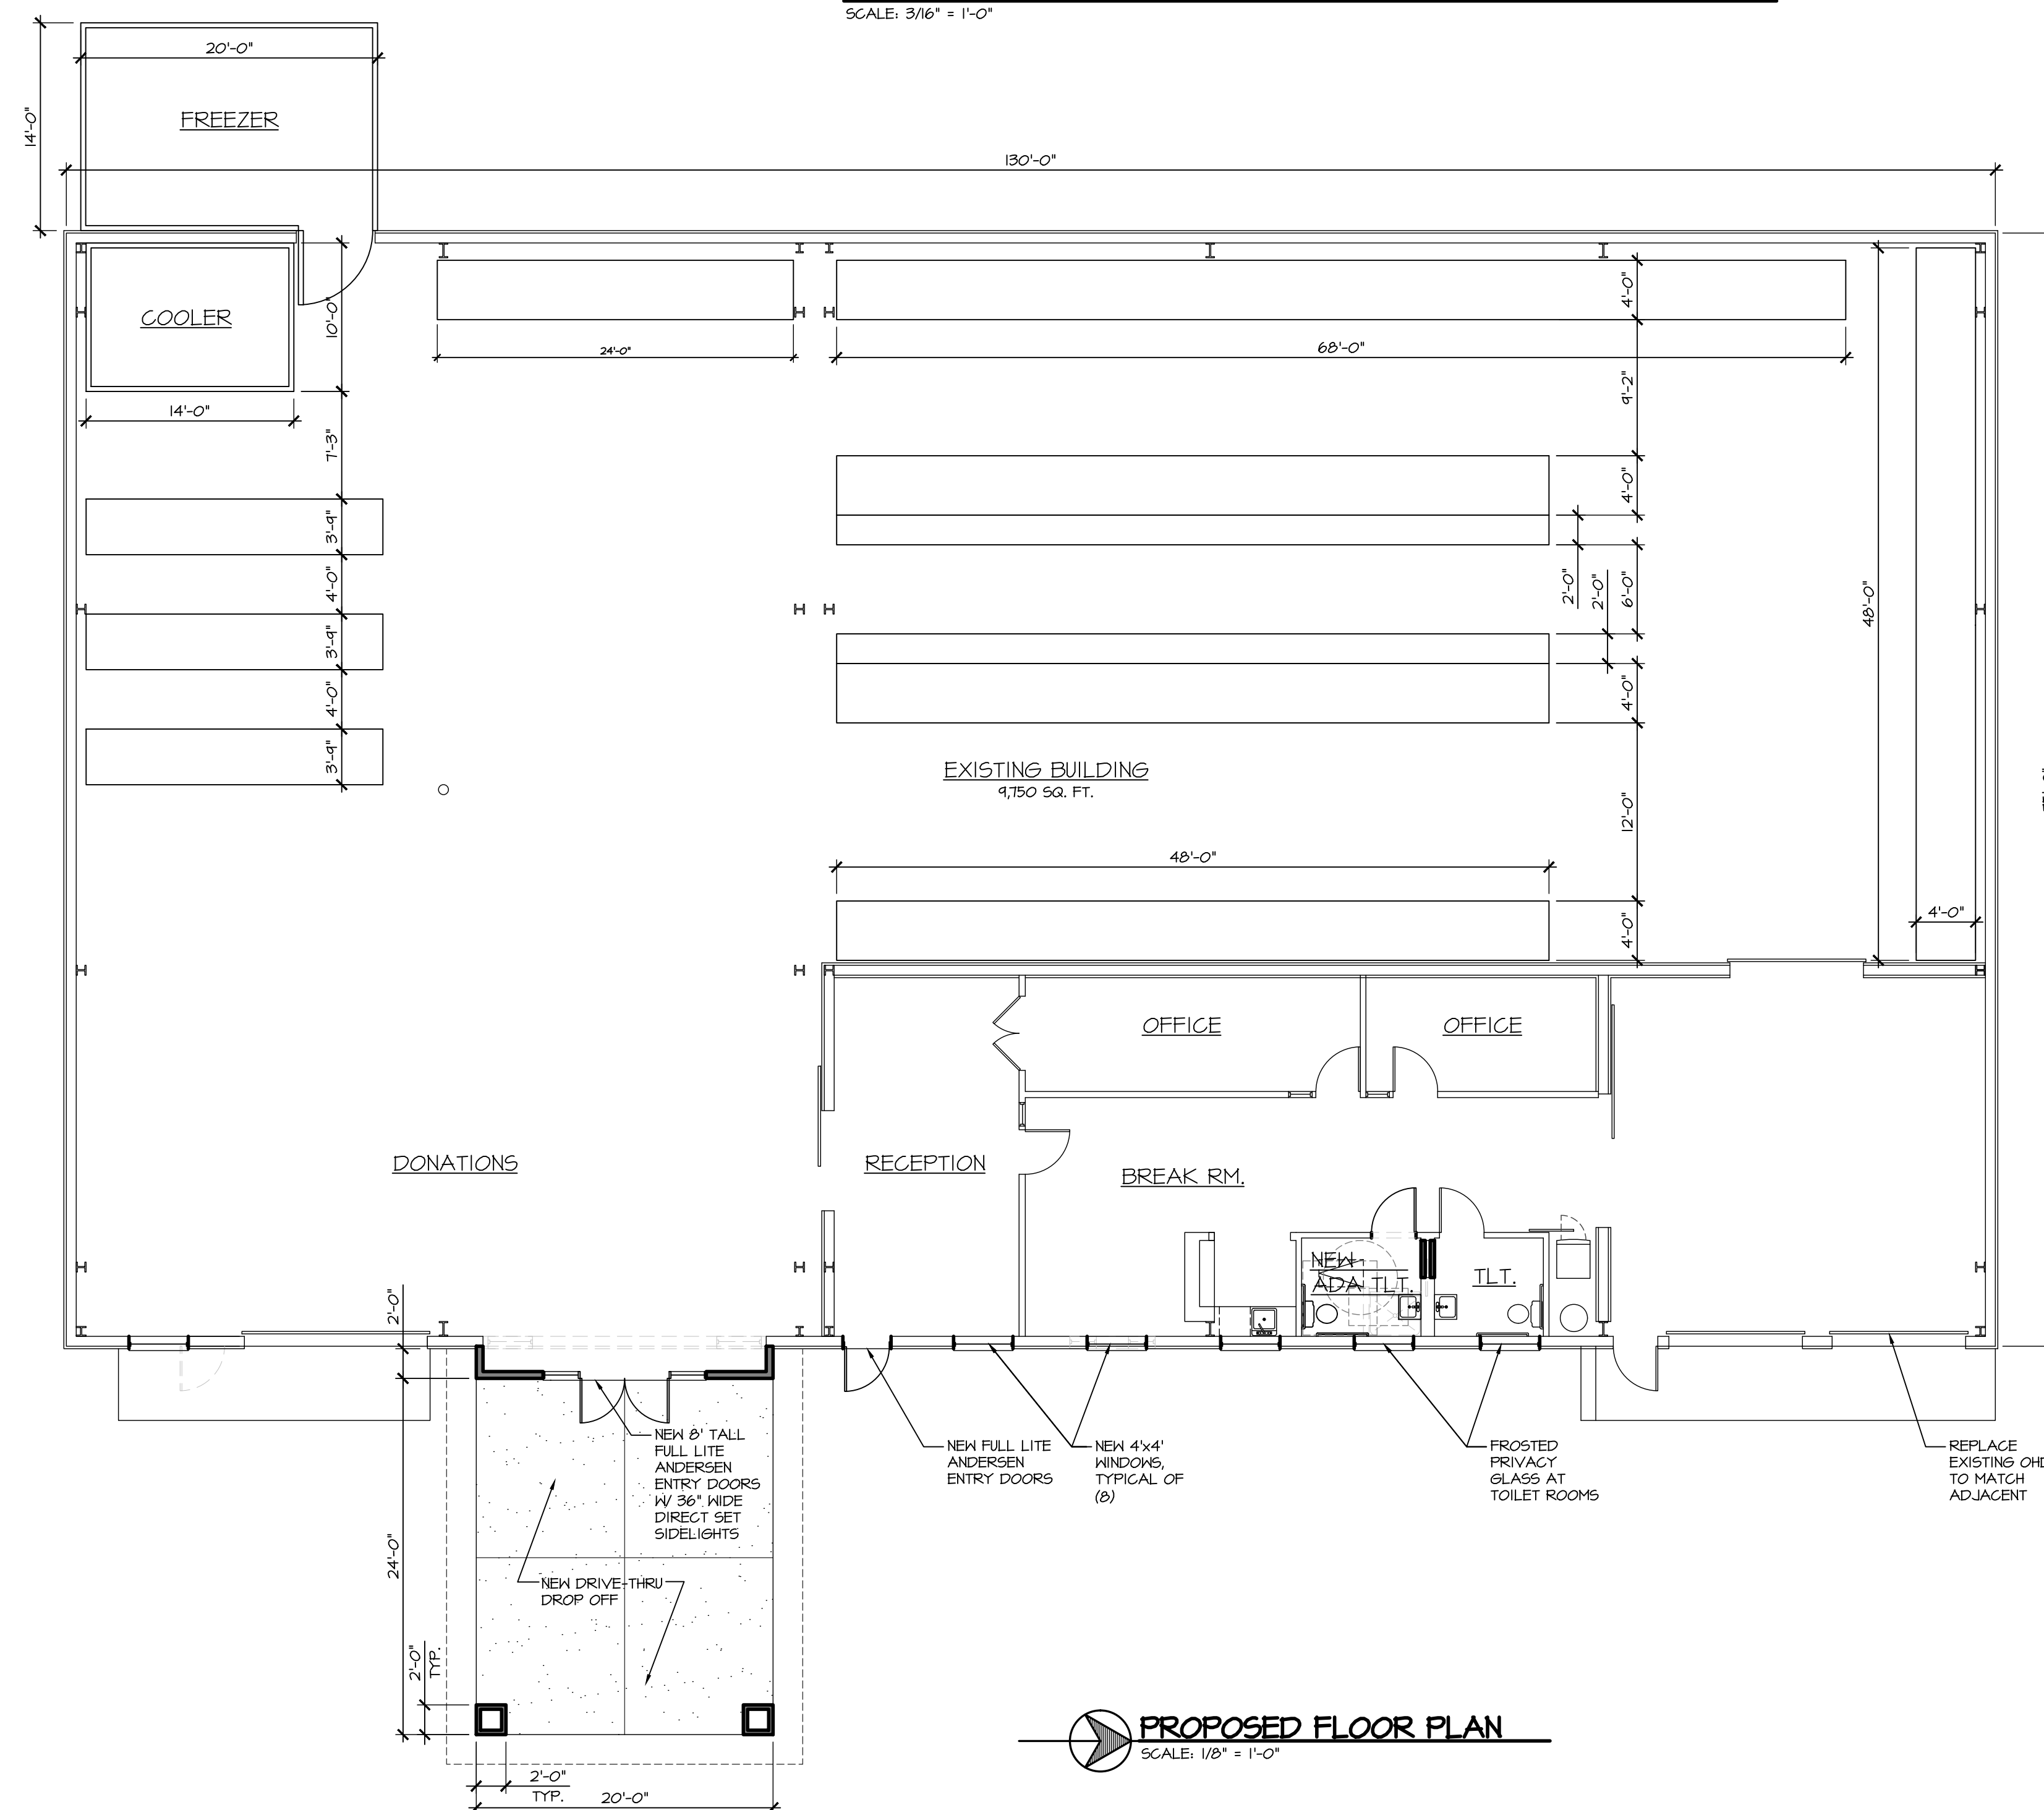 SCALE: 3/16" = 1'-0"
20'-0"
14'-0"
FREEZER
130'-0"
COOLER
10'-0"
14'-0"
7'-3"
3'-9"
4'-0"
3'-9"
4'-0"
3'-9"
24'-0"
68'-0"
4'-0"
9'-2"
4'-0"
2'-0"
2'-0"
6'-0"
4'-0"
48'-0"
EXISTING BUILDING
9,750 SQ. FT.
12'-0"
48'-0"
4'-0"
4'-0"
OFFICE
OFFICE
DONATIONS
RECEPTION
BREAK RM.
NEW
ADA TLT.
TLT.
2'-0"
NEW 8' TALL
FULL LITE
ANDERSEN
ENTRY DOORS
W/ 36" WIDE
DIRECT SET
SIDELIGHTS
NEW FULL LITE
ANDERSEN
ENTRY DOORS
NEW 4'x4'
WINDOWS,
TYPICAL OF
(8)
FROSTED
PRIVACY
GLASS AT
TOILET ROOMS
REPLACE
EXISTING OHD
TO MATCH
ADJACENT
24'-0"
NEW DRIVE-THRU
DROP OFF
2'-0"
TYP.
2'-0"
TYP.
20'-0"
PROPOSED FLOOR PLAN
SCALE: 1/8" = 1'-0"